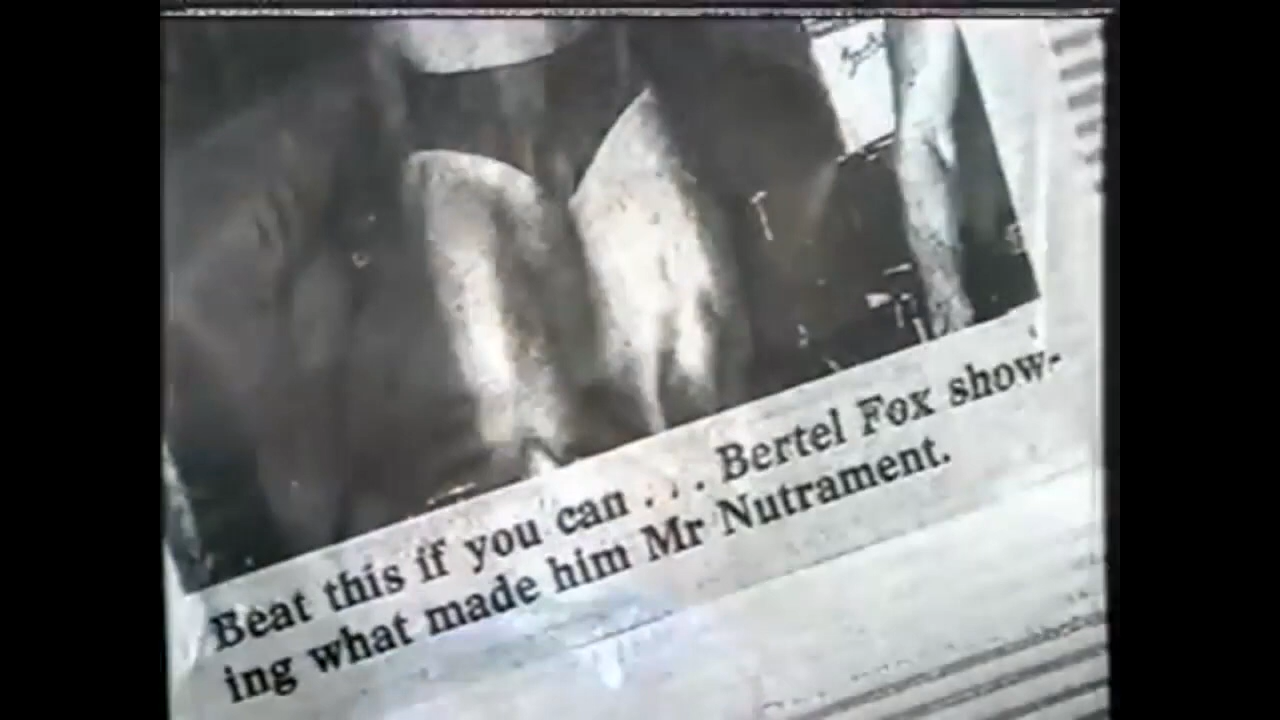 Beat this if you can . . . Bertel Fox show-
ing what made him Mr Nutrament.